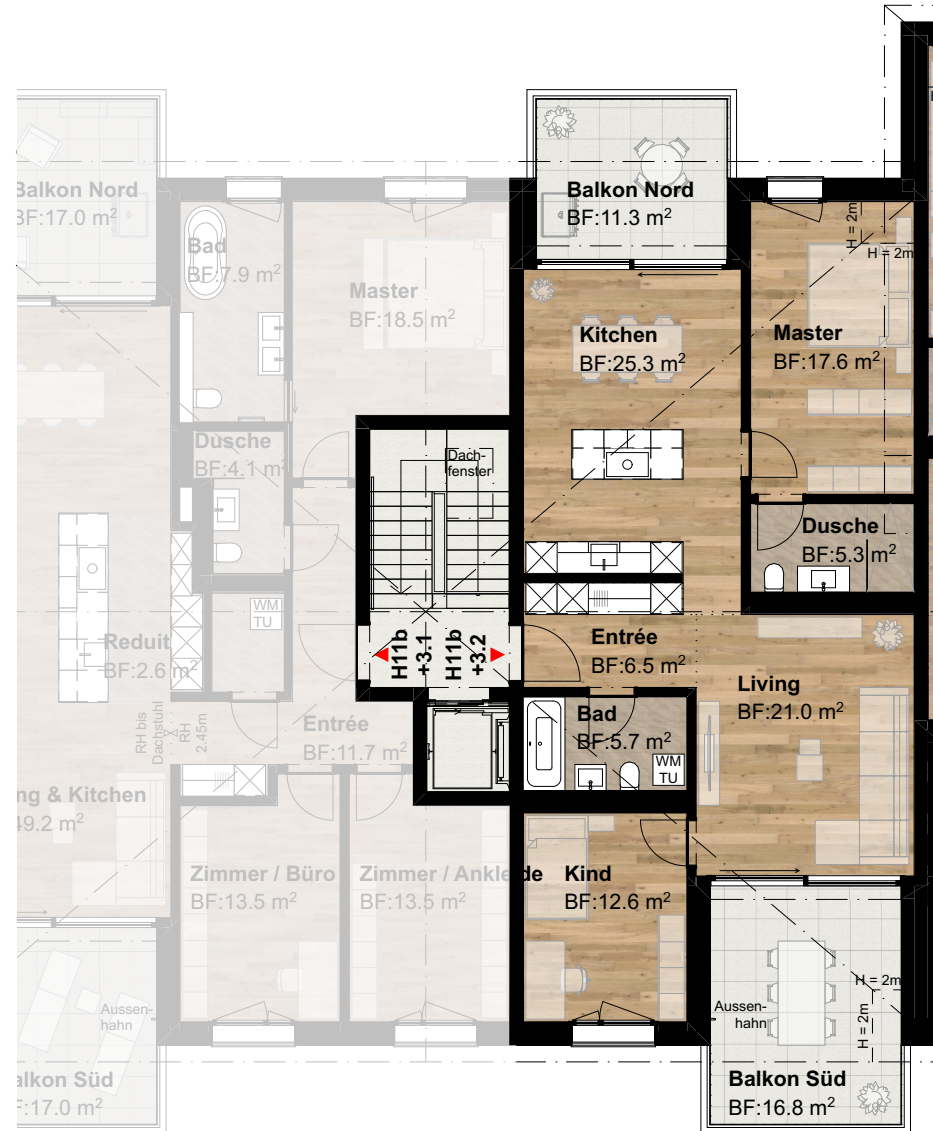 Balkon Nord
BF:17.0 m²
Bad
BF:7.9 m²
Master
BF:18.5 m²
Balkon Nord
BF:11.3 m²
H = 2m
H = 2m
Kitchen
BF:25.3 m²
Master
BF:17.6 m²
Dusche
BF:4.1 m²
Dach-
fenster
Dusche
BF:5.3 m²
WM
TU
Reduit
BF:2.6 m²
H11b
+3.1
H11b
+3.2
Entrée
BF:6.5 m²
Living
BF:21.0 m²
RH bis
Dachstuhl
RH
2.45m
Entrée
BF:11.7 m²
Bad
BF:5.7 m²
WM
TU
ng & Kitchen
49.2 m²
Zimmer / Büro
BF:13.5 m²
Zimmer / Ankleide
BF:13.5 m²
Kind
BF:12.6 m²
Aussen-
hahn
Aussen-
hahn
H = 2m
H = 2m
alkon Süd
F:17.0 m²
Balkon Süd
BF:16.8 m²